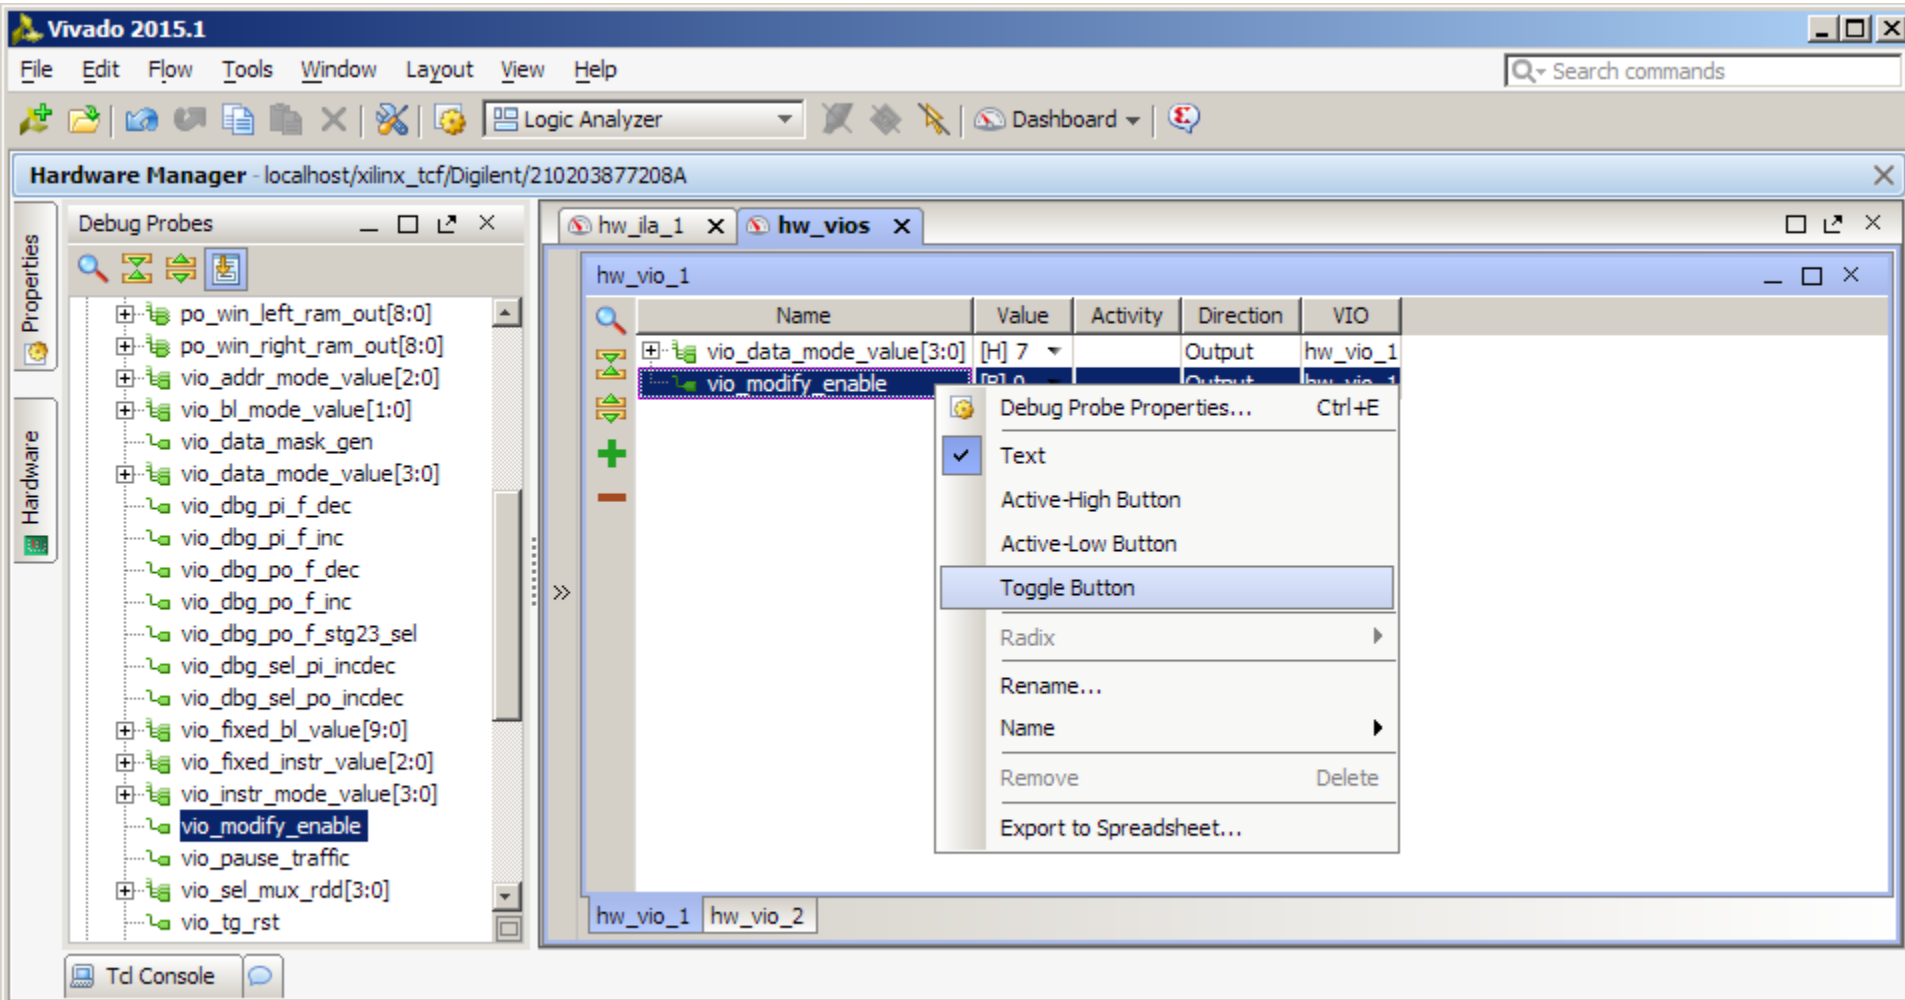 Vivado 2015.1
File Edit Flow Tools Window Layout View Help
Search commands
Logic Analyzer
Dashboard
Hardware Manager - localhost/xilinx_tcf/Digilent/210203877208A
Properties
Hardware
Debug Probes
po_win_left_ram_out[8:0]
po_win_right_ram_out[8:0]
vio_addr_mode_value[2:0]
vio_bl_mode_value[1:0]
vio_data_mask_gen
vio_data_mode_value[3:0]
vio_dbg_pi_f_dec
vio_dbg_pi_f_inc
vio_dbg_po_f_dec
vio_dbg_po_f_inc
vio_dbg_po_f_stg23_sel
vio_dbg_sel_pi_incdec
vio_dbg_sel_po_incdec
vio_fixed_bl_value[9:0]
vio_fixed_instr_value[2:0]
vio_instr_mode_value[3:0]
vio_modify_enable
vio_pause_traffic
vio_sel_mux_rdd[3:0]
vio_tg_rst
hw_ila_1 hw_vios
hw_vio_1
Name Value Activity Direction VIO
vio_data_mode_value[3:0] [H] 7 Output hw_vio_1
vio_modify_enable [B] 0 Output hw_vio_1
Debug Probe Properties... Ctrl+E
Text
Active-High Button
Active-Low Button
Toggle Button
Radix
Rename...
Name
Remove Delete
Export to Spreadsheet...
hw_vio_1 hw_vio_2
Tcl Console